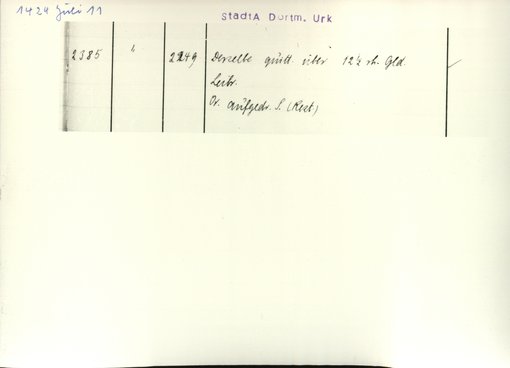 1424 Juli 11
StadtA Dortm. Urk
2385 " 2249 Derselbe quitt über 12½ rh. Gld.
Leibr.
Or. aufgedr. S. (Rest)